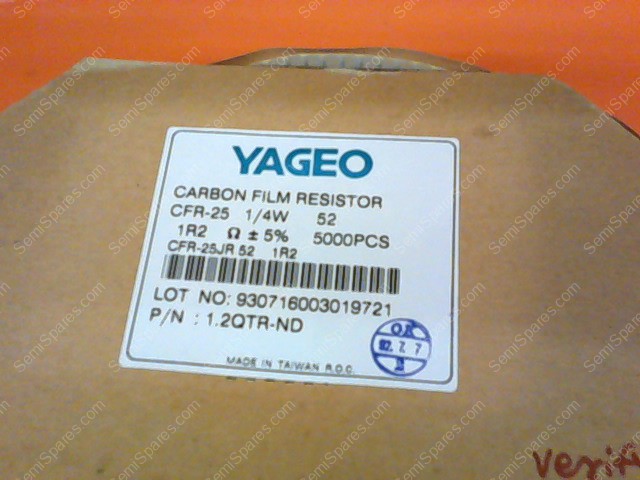 YAGEO
CARBON FILM RESISTOR
CFR-25 1/4W 52
1R2 Ω ± 5% 5000PCS
CFR-25JR 52 1R2
LOT NO: 930716003019721
P/N : 1.2QTR-ND
MADE IN TAIWAN R.O.C.
SemiSpares.com